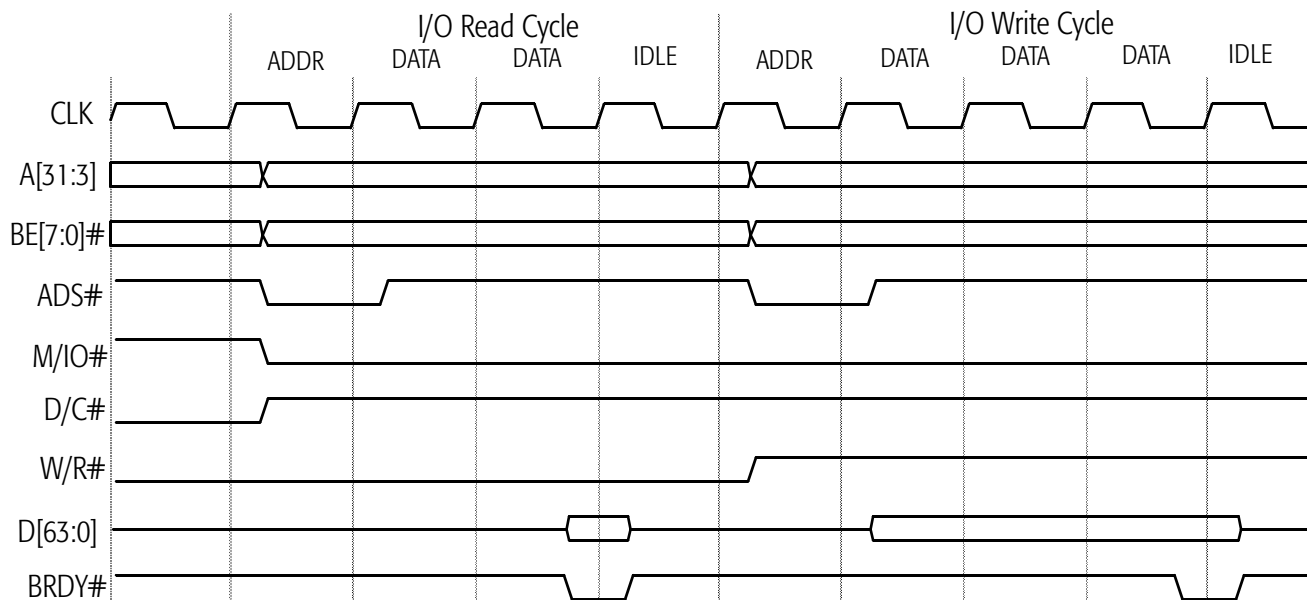 I/O Read Cycle I/O Write Cycle
ADDR DATA DATA IDLE ADDR DATA DATA DATA IDLE
CLK
A[31:3]
BE[7:0]#
ADS#
M/IO#
D/C#
W/R#
D[63:0]
BRDY#